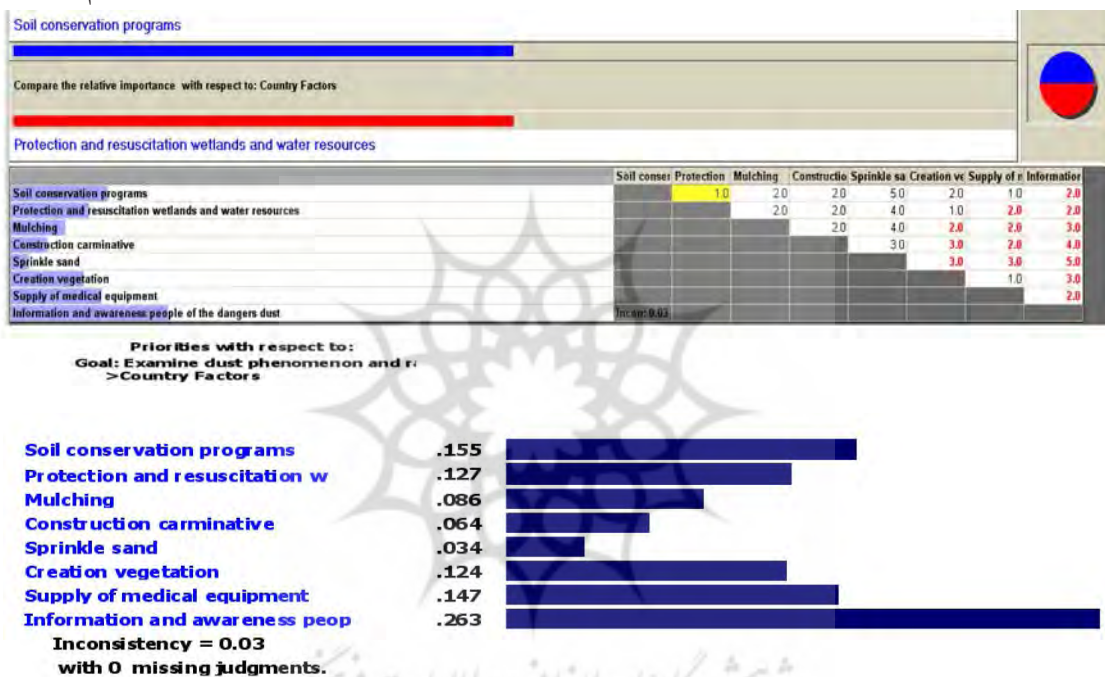 Soil conservation programs
Compare the relative importance with respect to: Country Factors
Protection and resuscitation wetlands and water resources
Soil conser Protection Mulching Constructio Sprinkle sa Creation ve Supply of m Information
Soil conservation programs 1.0 2.0 2.0 5.0 2.0 1.0 2.0
Protection and resuscitation wetlands and water resources 2.0 2.0 4.0 1.0 2.0 2.0
Mulching 2.0 4.0 2.0 2.0 3.0
Construction carminative 3.0 3.0 2.0 4.0
Sprinkle sand 3.0 3.0 5.0
Creation vegetation 1.0 3.0
Supply of medical equipment 2.0
Information and awareness people of the dangers dust Incon: 0.03
Priorities with respect to:
Goal: Examine dust phenomenon and r
>Country Factors
Soil conservation programs .155
Protection and resuscitation w .127
Mulching .086
Construction carminative .064
Sprinkle sand .034
Creation vegetation .124
Supply of medical equipment .147
Information and awareness peop .263
Inconsistency = 0.03
with 0 missing judgments.